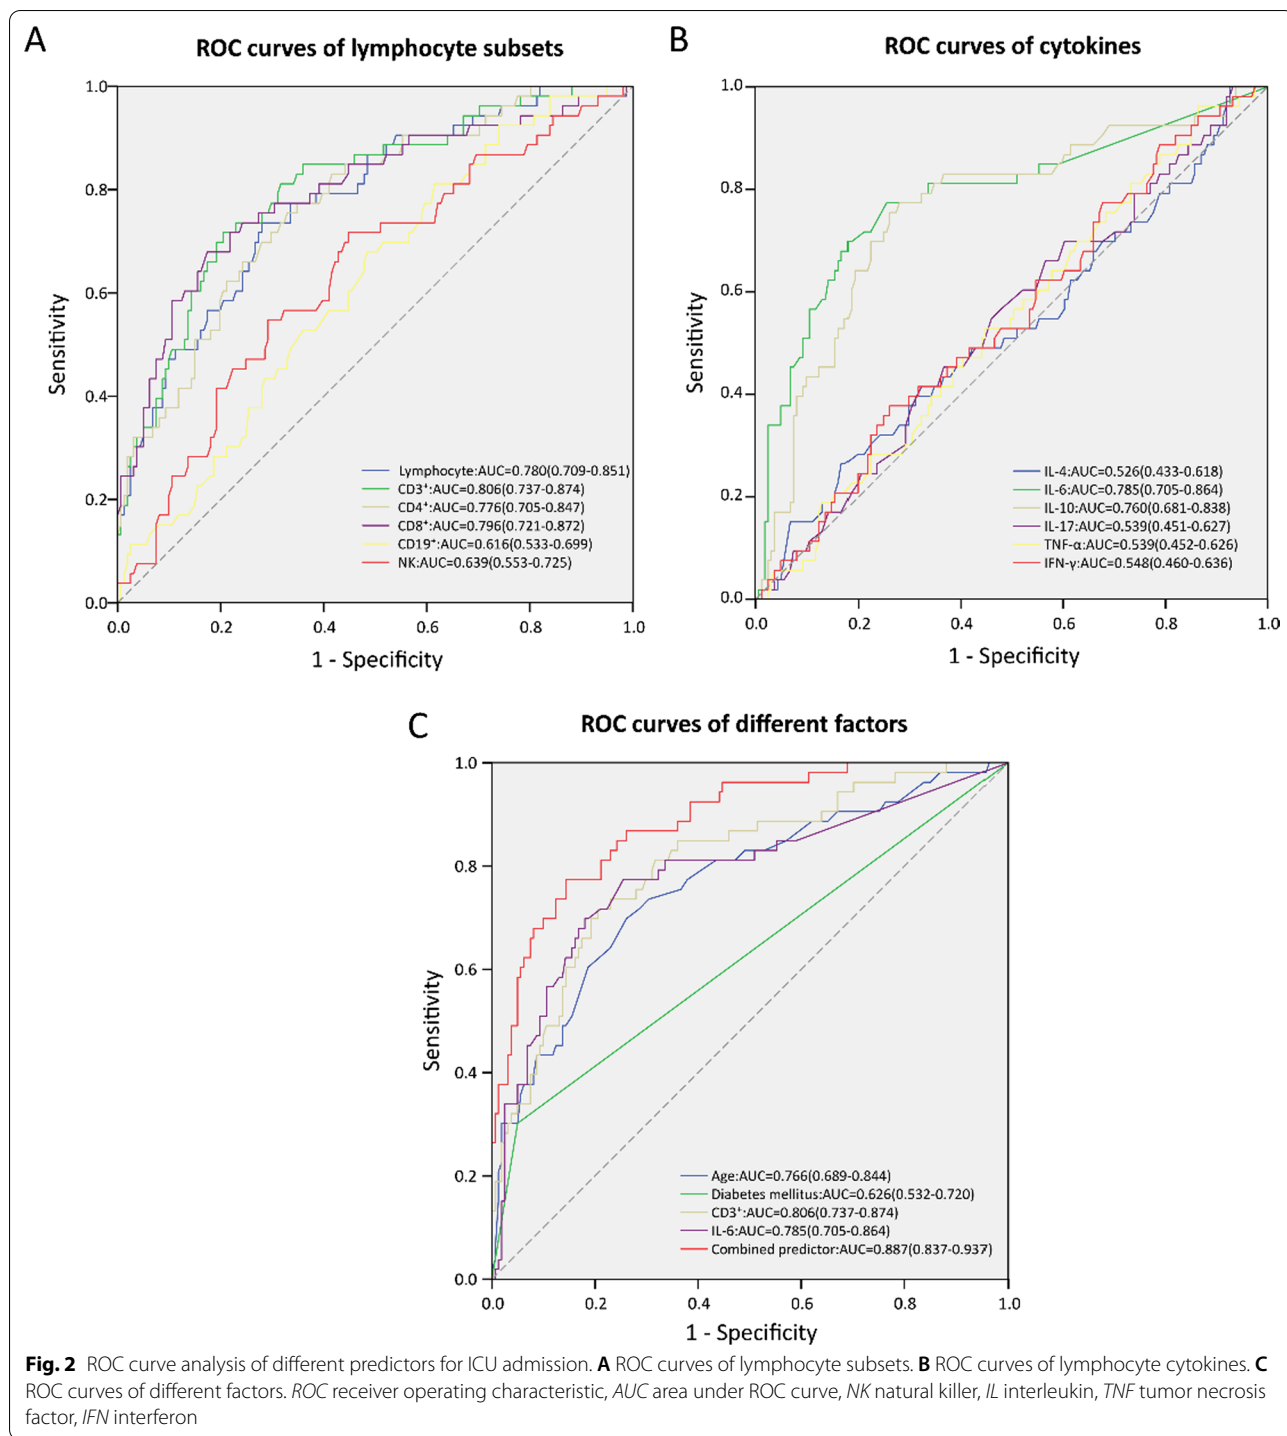 A
ROC curves of lymphocyte subsets
1.0
0.8
0.6
0.4
0.2
0.0
Sensitivity
Lymphocyte:AUC=0.780(0.709-0.851)
CD3⁺:AUC=0.806(0.737-0.874)
CD4⁺:AUC=0.776(0.705-0.847)
CD8⁺:AUC=0.796(0.721-0.872)
CD19⁺:AUC=0.616(0.533-0.699)
NK:AUC=0.639(0.553-0.725)
0.0 0.2 0.4 0.6 0.8 1.0
1 - Specificity
B
ROC curves of cytokines
1.0
0.8
0.6
0.4
0.2
0.0
Sensitivity
IL-4:AUC=0.526(0.433-0.618)
IL-6:AUC=0.785(0.705-0.864)
IL-10:AUC=0.760(0.681-0.838)
IL-17:AUC=0.539(0.451-0.627)
TNF-α:AUC=0.539(0.452-0.626)
IFN-γ:AUC=0.548(0.460-0.636)
0.0 0.2 0.4 0.6 0.8 1.0
1 - Specificity
C
ROC curves of different factors
1.0
0.8
0.6
0.4
0.2
0.0
Sensitivity
Age:AUC=0.766(0.689-0.844)
Diabetes mellitus:AUC=0.626(0.532-0.720)
CD3⁺:AUC=0.806(0.737-0.874)
IL-6:AUC=0.785(0.705-0.864)
Combined predictor:AUC=0.887(0.837-0.937)
0.0 0.2 0.4 0.6 0.8 1.0
1 - Specificity
Fig. 2 ROC curve analysis of different predictors for ICU admission. A ROC curves of lymphocyte subsets. B ROC curves of lymphocyte cytokines. C
ROC curves of different factors. ROC receiver operating characteristic, AUC area under ROC curve, NK natural killer, IL interleukin, TNF tumor necrosis
factor, IFN interferon